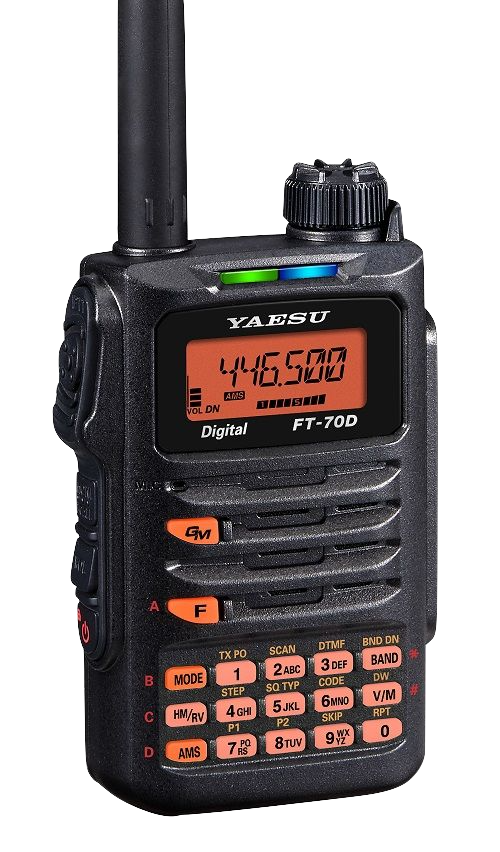 YAESU
446.500
AMS
VOL DN
Digital FT-70D
GM
A F
TX PO SCAN DTMF BND DN
B MODE 1 2ABC 3DEF BAND *
STEP SQ TYP CODE DW
C HM/RV 4GHI 5JKL 6MNO V/M #
P1 P2 SKIP RPT
D AMS 7PQRS 8TUV 9WXYZ 0